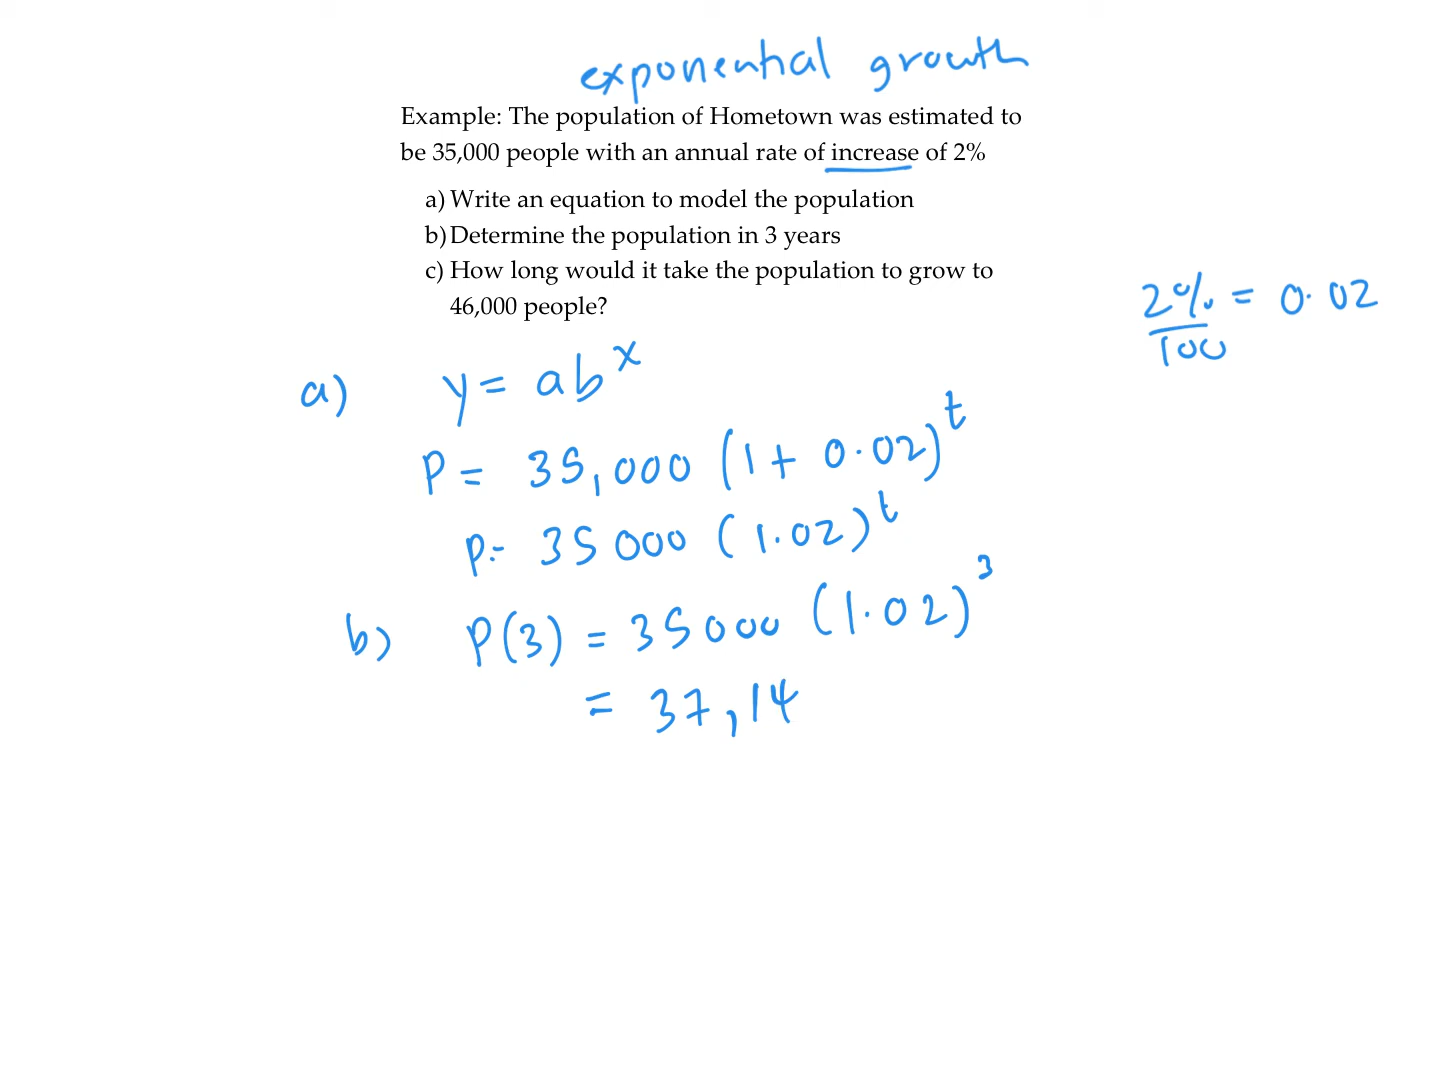 exponential growth
Example: The population of Hometown was estimated to
be 35,000 people with an annual rate of increase of 2%
a) Write an equation to model the population
b) Determine the population in 3 years
c) How long would it take the population to grow to
46,000 people?
2% = 0.02
100
a) y = ab^x
P = 35,000 (1 + 0.02)^t
P = 35000 (1.02)^t
b) P(3) = 35000 (1.02)^3
= 37,14